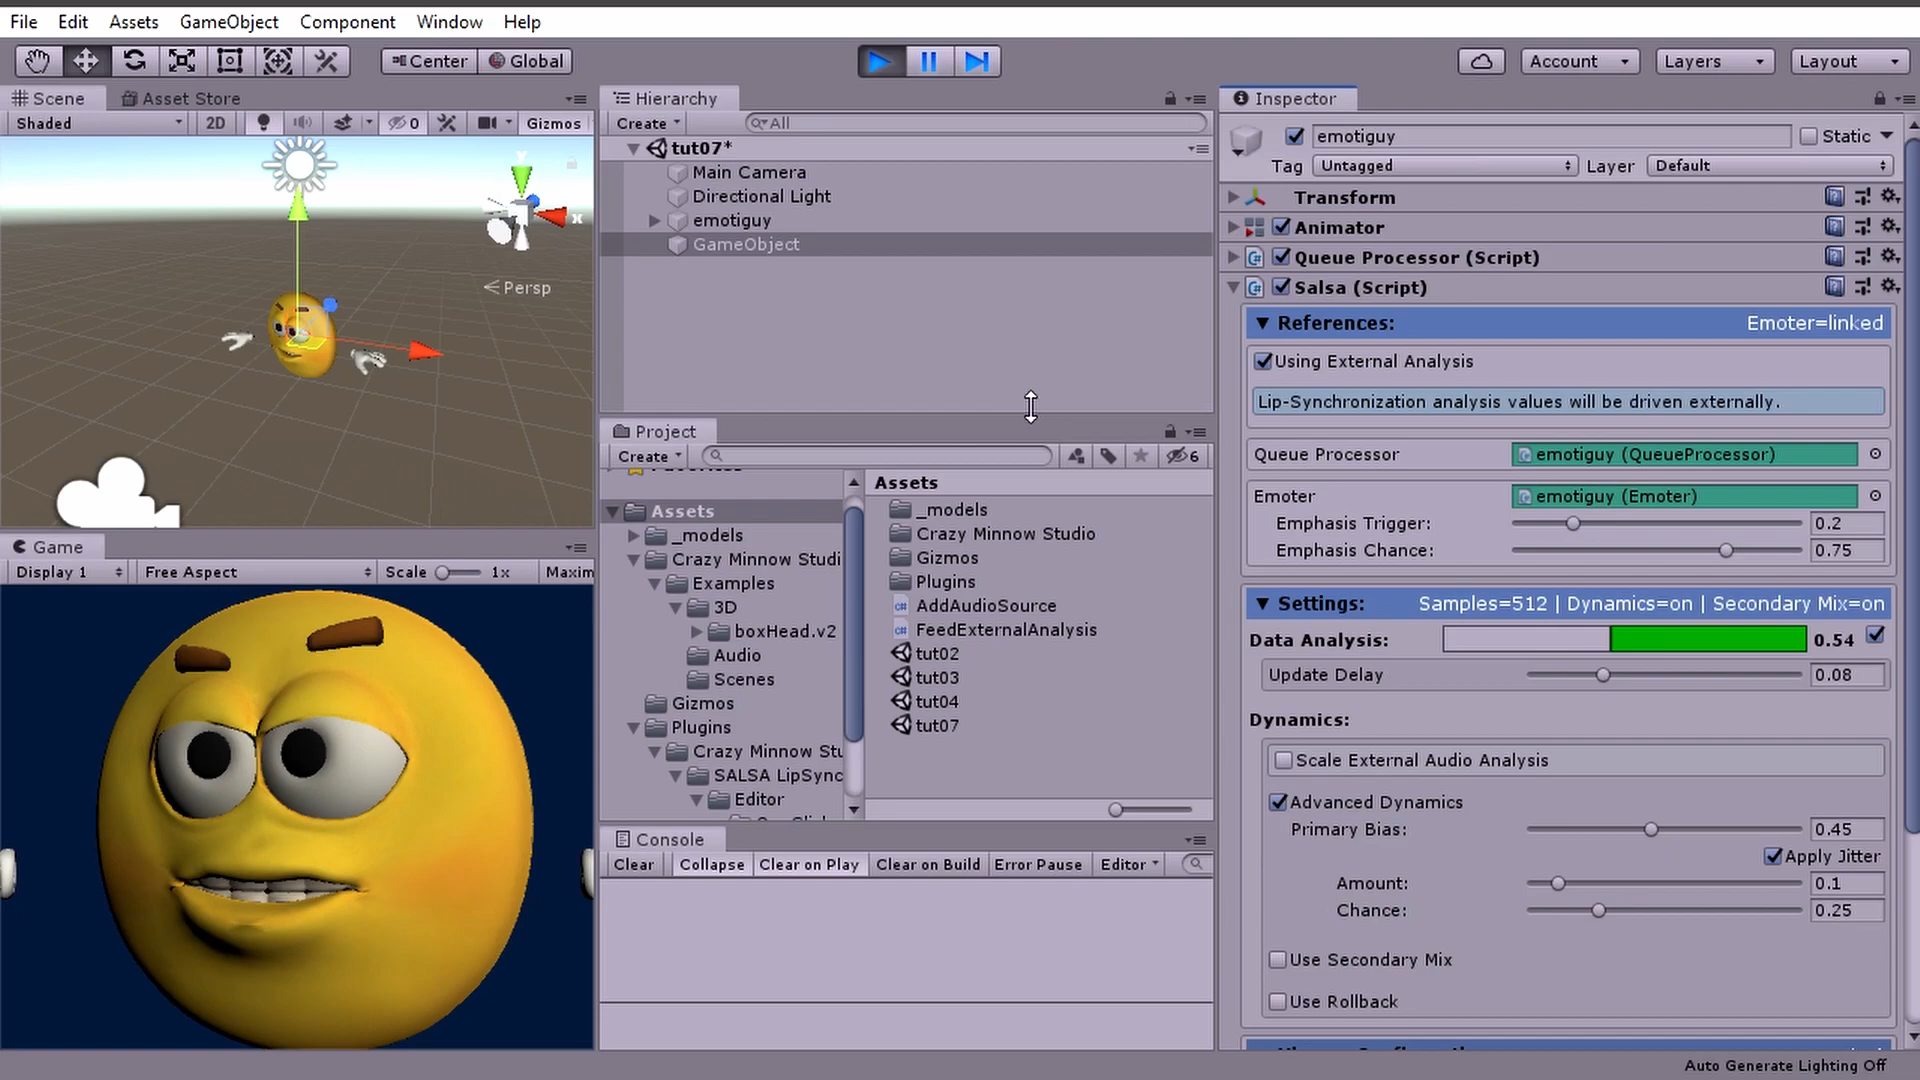 File Edit Assets GameObject Component Window Help
Center Global Account Layers Layout
Scene Asset Store
Shaded 2D 0 Gizmos
y
x
Persp
Game
Display 1 Free Aspect Scale 1x Maxim
Hierarchy
Create All
tut07*
Main Camera
Directional Light
emotiguy
GameObject
Project
Create 6
Assets
_models
Crazy Minnow Studi
Examples
3D
boxHead.v2
Audio
Scenes
Gizmos
Plugins
Crazy Minnow Stu
SALSA LipSync
Editor
Assets
_models
Crazy Minnow Studio
Gizmos
Plugins
AddAudioSource
FeedExternalAnalysis
tut02
tut03
tut04
tut07
Console
Clear Collapse Clear on Play Clear on Build Error Pause Editor
Inspector
emotiguy Static
Tag Untagged Layer Default
Transform
Animator
Queue Processor (Script)
Salsa (Script)
References: Emoter=linked
Using External Analysis
Lip-Synchronization analysis values will be driven externally.
Queue Processor emotiguy (QueueProcessor)
Emoter emotiguy (Emoter)
Emphasis Trigger: 0.2
Emphasis Chance: 0.75
Settings: Samples=512 | Dynamics=on | Secondary Mix=on
Data Analysis: 0.54
Update Delay 0.08
Dynamics:
Scale External Audio Analysis
Advanced Dynamics
Primary Bias: 0.45
Apply Jitter
Amount: 0.1
Chance: 0.25
Use Secondary Mix
Use Rollback
Auto Generate Lighting Off